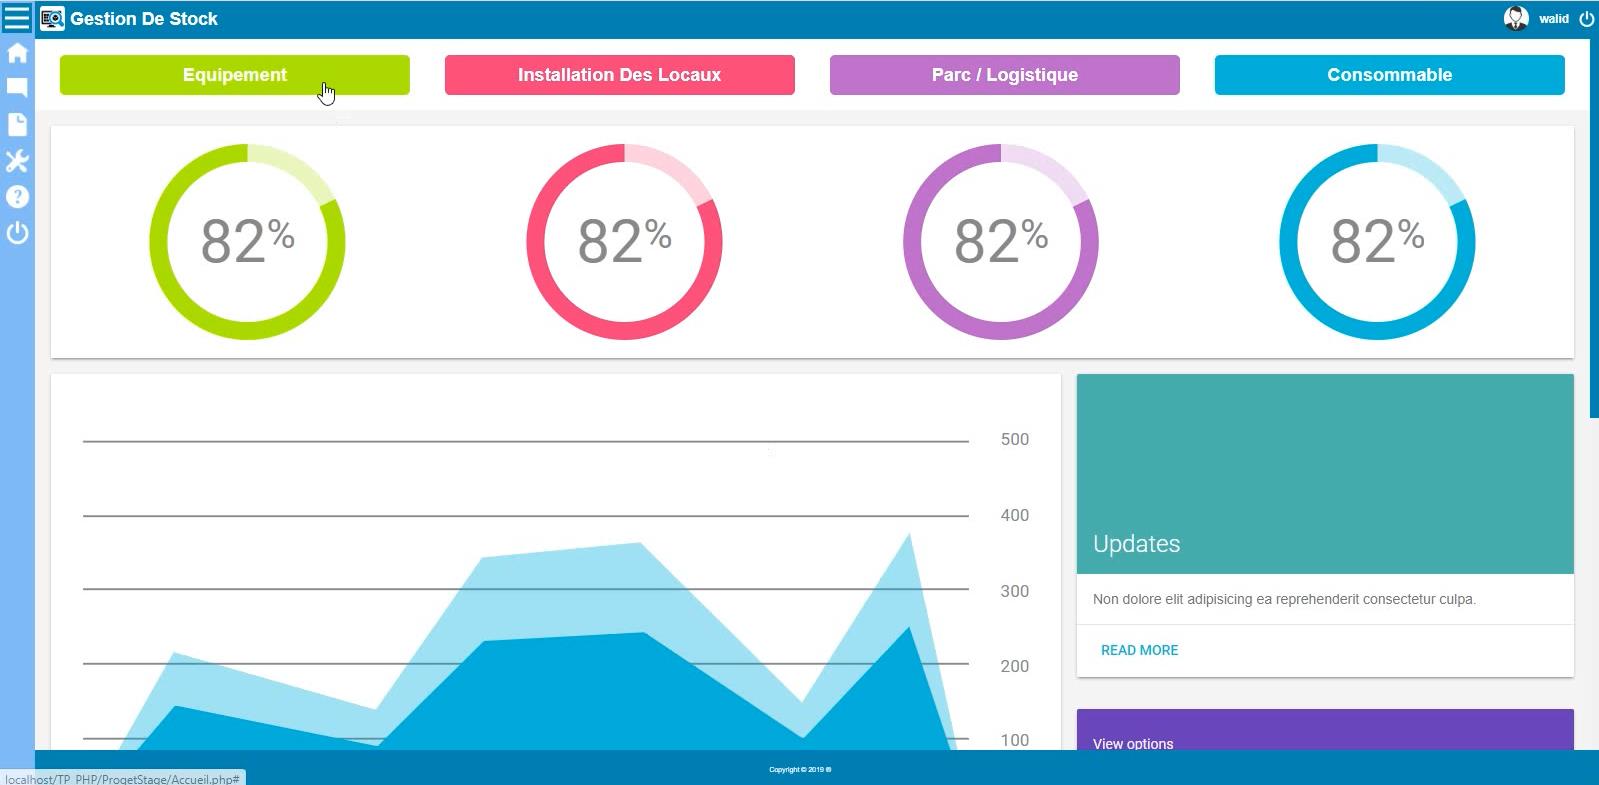 Gestion De Stock
walid
Equipement
Installation Des Locaux
Parc / Logistique
Consommable
82%
82%
82%
82%
500
400
300
200
100
Updates
Non dolore elit adipisicing ea reprehenderit consectetur culpa.
READ MORE
View options
Copyright © 2019 ®
localhost/TP_PHP/ProgetStage/Accueil.php#